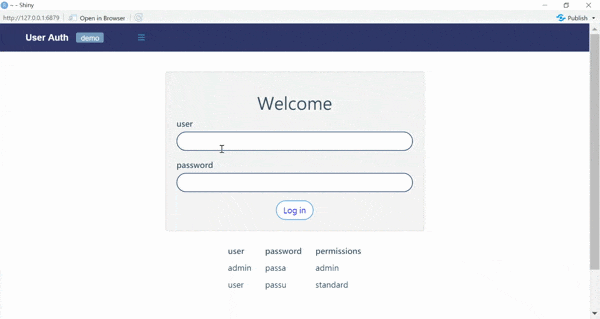 ~ - Shiny
http://127.0.0.1:6879 Open in Browser Publish
User Auth demo
Welcome
user
password
Log in
user password permissions
admin passa admin
user passu standard